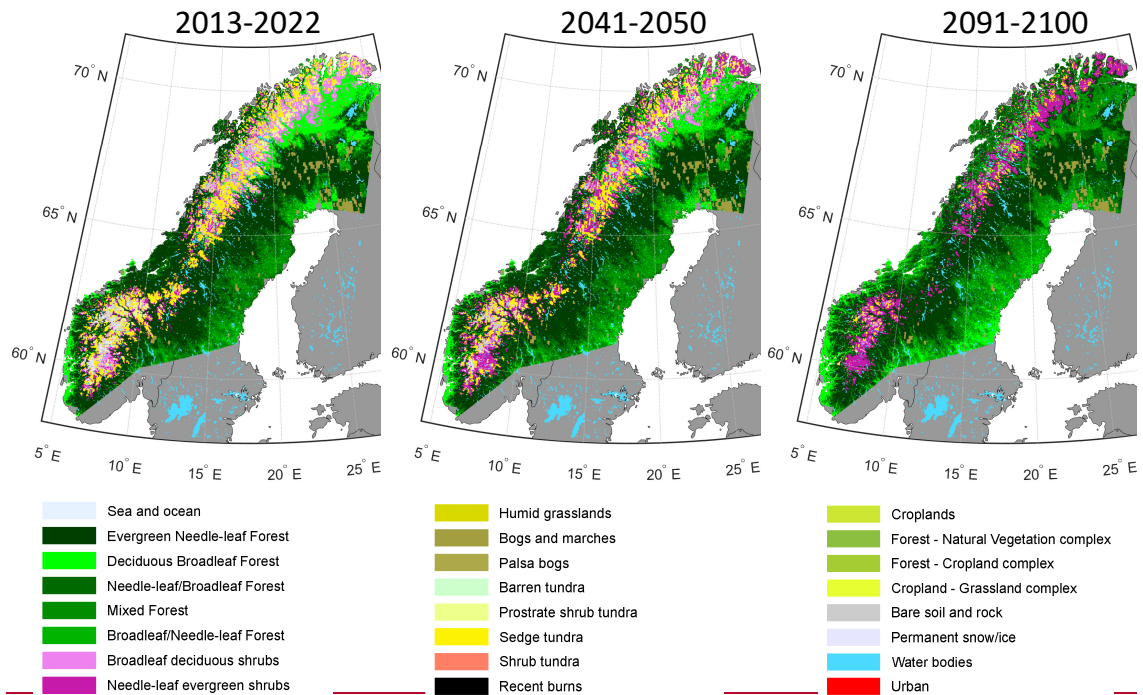 2013-2022
2041-2050
2091-2100
70° N
65° N
60° N
5° E
10° E
15° E
20° E
25° E
70° N
65° N
60° N
5° E
10° E
15° E
20° E
25° E
70° N
65° N
60° N
5° E
10° E
15° E
20° E
25° E
Sea and ocean
Evergreen Needle-leaf Forest
Deciduous Broadleaf Forest
Needle-leaf/Broadleaf Forest
Mixed Forest
Broadleaf/Needle-leaf Forest
Broadleaf deciduous shrubs
Needle-leaf evergreen shrubs
Humid grasslands
Bogs and marches
Palsa bogs
Barren tundra
Prostrate shrub tundra
Sedge tundra
Shrub tundra
Recent burns
Croplands
Forest - Natural Vegetation complex
Forest - Cropland complex
Cropland - Grassland complex
Bare soil and rock
Permanent snow/ice
Water bodies
Urban